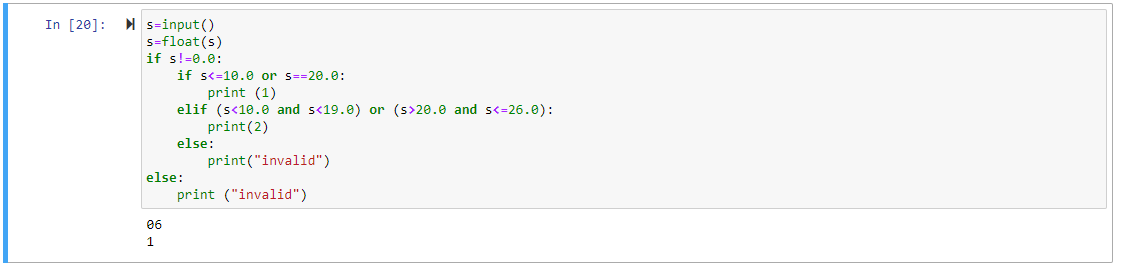 In [20]:
s=input()
s=float(s)
if s!=0.0:
    if s<=10.0 or s==20.0:
        print (1)
    elif (s<10.0 and s<19.0) or (s>20.0 and s<=26.0):
        print(2)
    else:
        print("invalid")
else:
    print ("invalid")
06
1